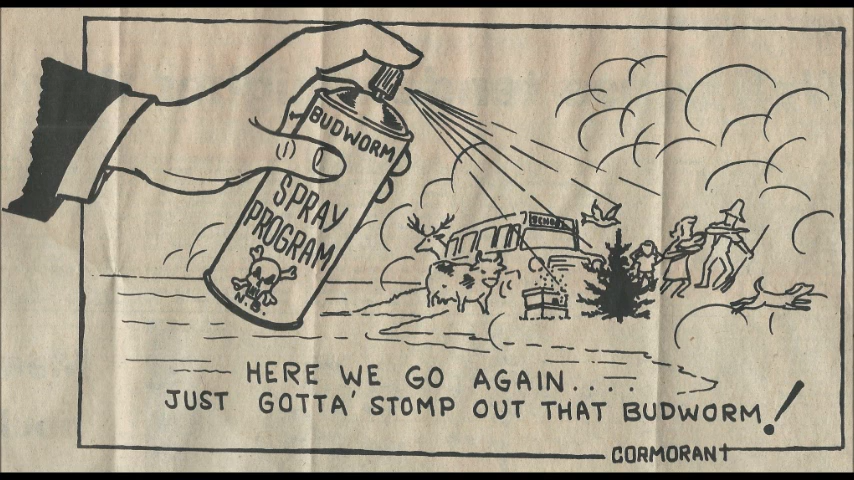 BUDWORM
SPRAY
PROGRAM
N.B.
SCHOOL
HERE WE GO AGAIN....
JUST GOTTA' STOMP OUT THAT BUDWORM!
CORMORANT